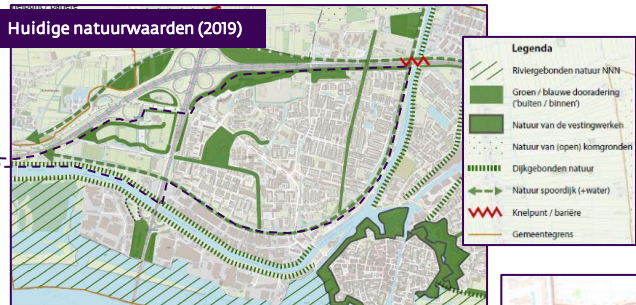 Huidige natuurwaarden (2019)
Legenda
Riviergebonden natuur NNN
Groen / blauwe dooradering
('buiten / binnen')
Natuur van de vestingwerken
Natuur van (open) komgronden
Dijkgebonden natuur
Natuur spoordijk (+water)
Knelpunt / barière
Gemeentegrens